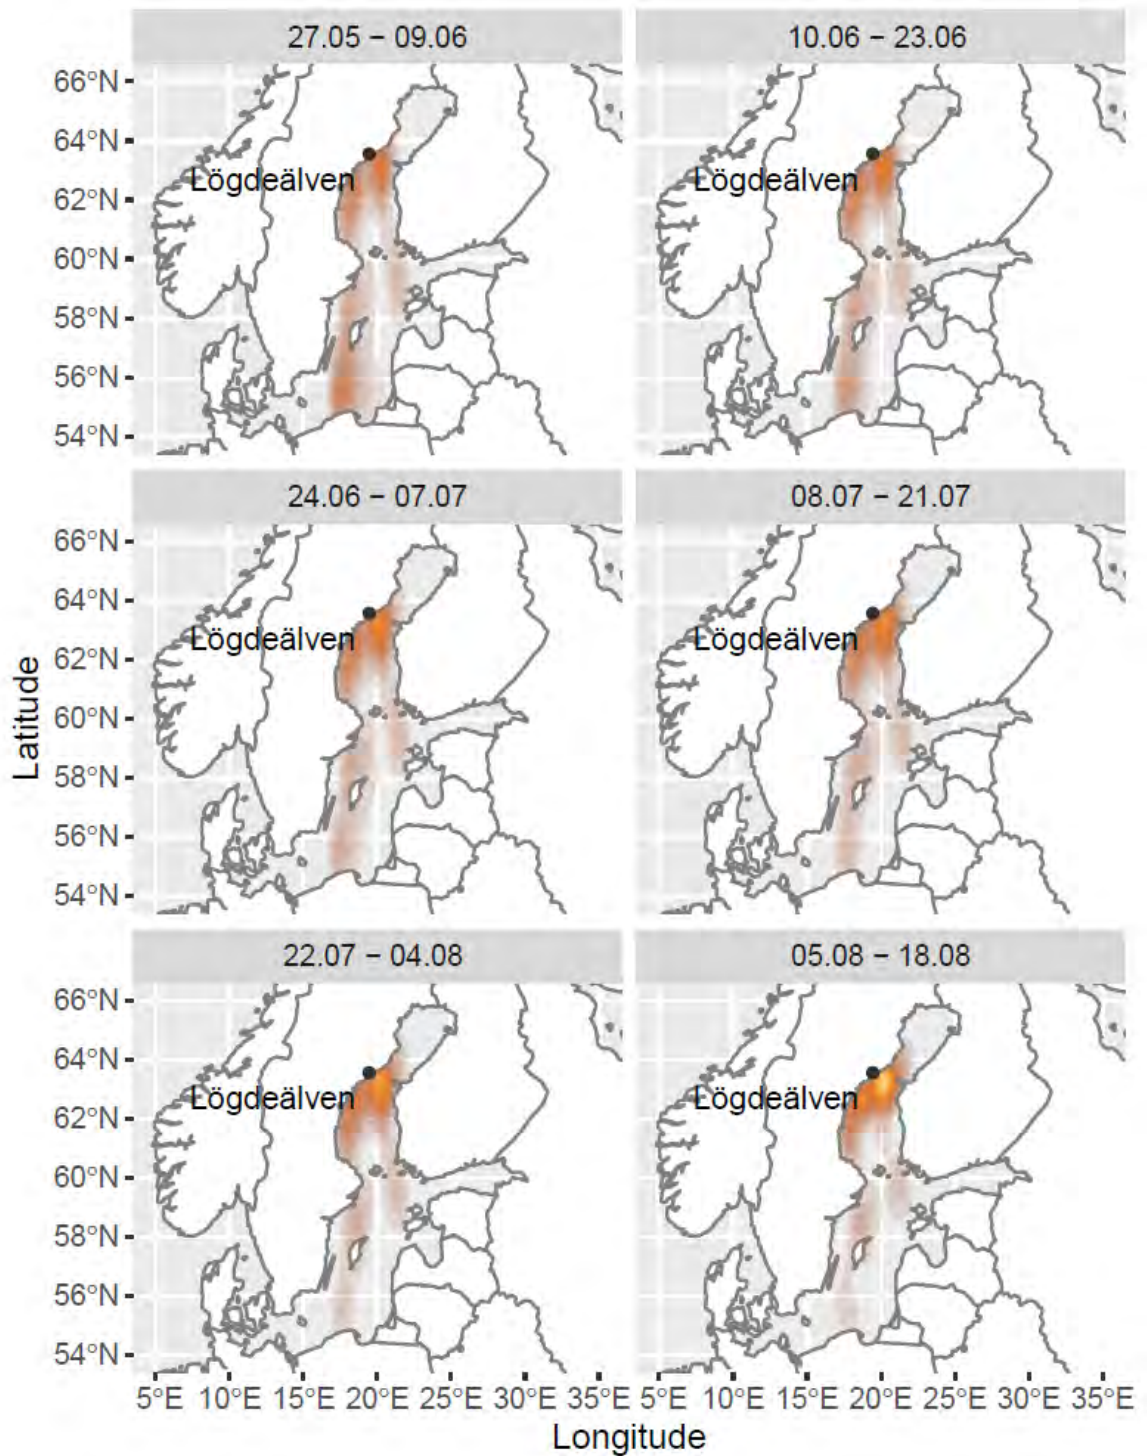 27.05 − 09.06
10.06 − 23.06
66°N
64°N
62°N
60°N
58°N
56°N
54°N
Lögdeälven
Lögdeälven
24.06 − 07.07
08.07 − 21.07
66°N
64°N
62°N
60°N
58°N
56°N
54°N
Lögdeälven
Lögdeälven
Latitude
22.07 − 04.08
05.08 − 18.08
66°N
64°N
62°N
60°N
58°N
56°N
54°N
Lögdeälven
Lögdeälven
5°E 10°E 15°E 20°E 25°E 30°E 35°E
5°E 10°E 15°E 20°E 25°E 30°E 35°E
Longitude